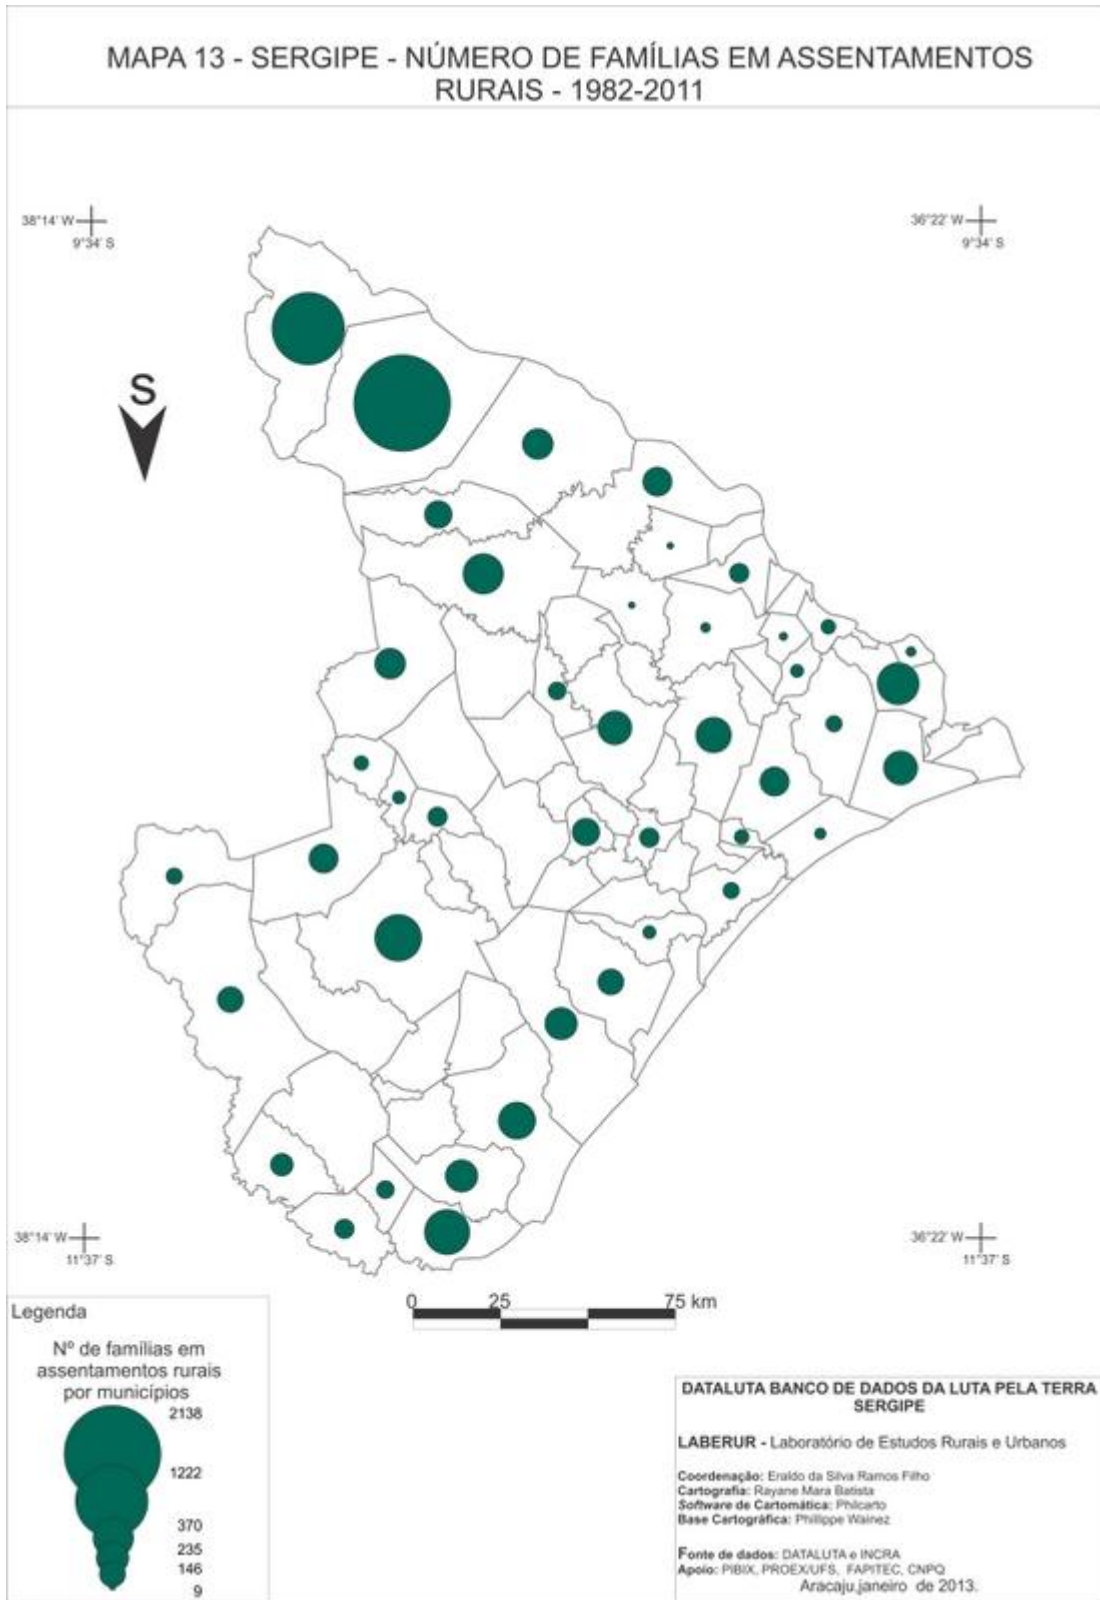 MAPA 13 - SERGIPE - NÚMERO DE FAMÍLIAS EM ASSENTAMENTOS
RURAIS - 1982-2011
38°14' W
9°34' S
36°22' W
9°34' S
S
38°14' W
11°37' S
36°22' W
11°37' S
0 25 75 km
Legenda
Nº de famílias em
assentamentos rurais
por municípios
2138
1222
370
235
146
9
DATALUTA BANCO DE DADOS DA LUTA PELA TERRA
SERGIPE
LABERUR - Laboratório de Estudos Rurais e Urbanos
Coordenação: Eraldo da Silva Ramos Filho
Cartografia: Rayane Mara Batista
Software de Cartomática: Philcarto
Base Cartográfica: Phillippe Wainez
Fonte de dados: DATALUTA e INCRA
Apoio: PIBIX, PROEX/UFS, FAPITEC, CNPQ
Aracaju,janeiro de 2013.